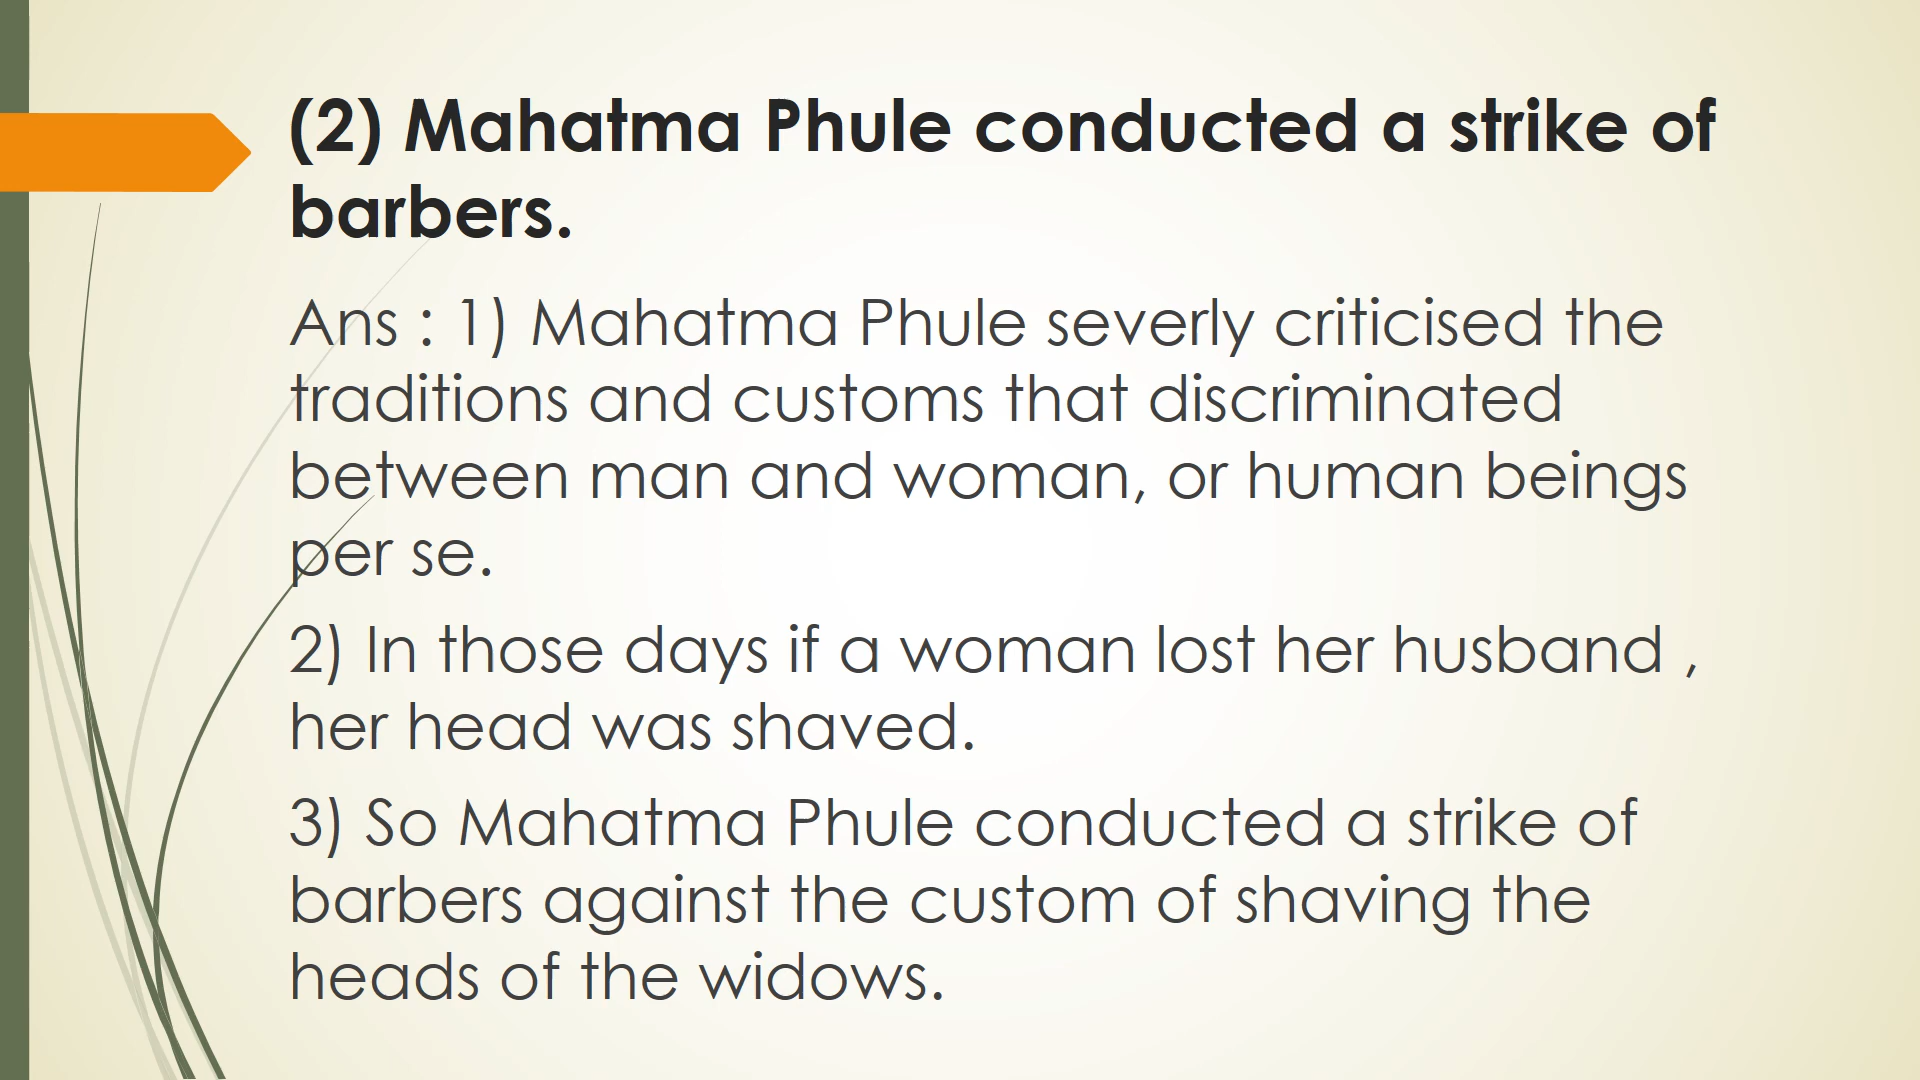 (2) Mahatma Phule conducted a strike of
barbers.
Ans : 1) Mahatma Phule severly criticised the
traditions and customs that discriminated
between man and woman, or human beings
per se.
2) In those days if a woman lost her husband ,
her head was shaved.
3) So Mahatma Phule conducted a strike of
barbers against the custom of shaving the
heads of the widows.